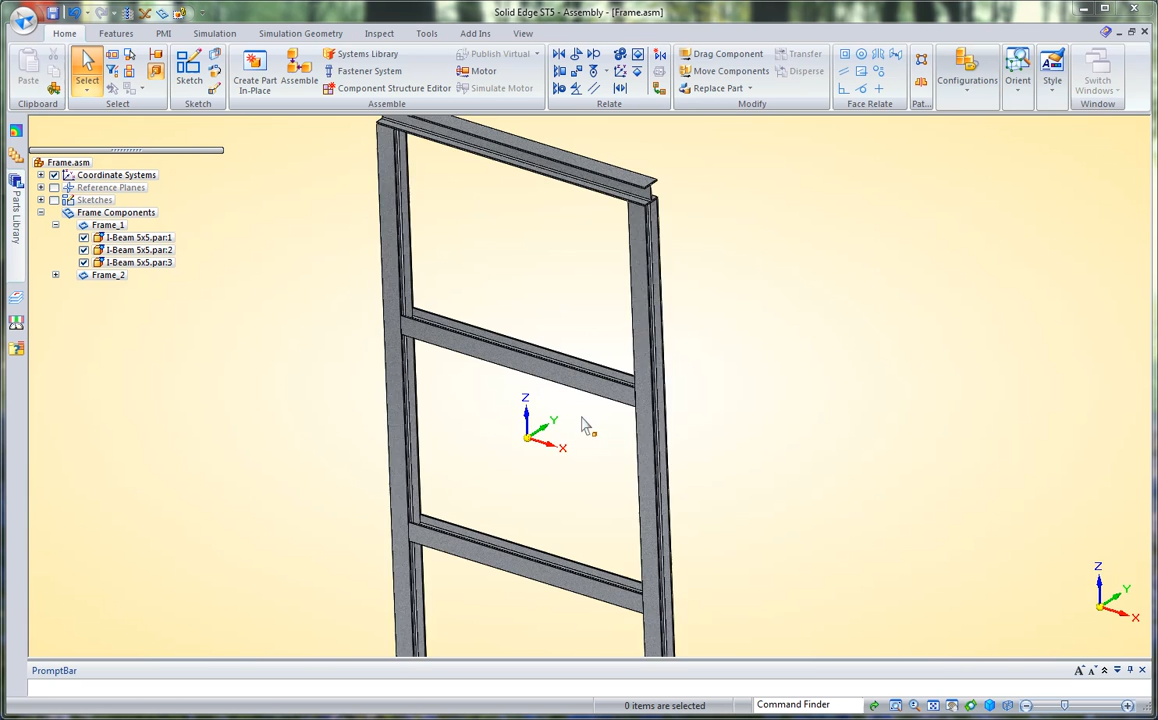 Solid Edge ST5 - Assembly - [Frame.asm]
Home Features PMI Simulation Simulation Geometry Inspect Tools Add Ins View
Paste
Clipboard
Select
Select
Sketch
Sketch
Create Part In-Place
Assemble
Systems Library
Fastener System
Component Structure Editor
Publish Virtual
Motor
Simulate Motor
Assemble
Relate
Drag Component
Move Components
Replace Part
Transfer
Disperse
Modify
Face Relate
Pat...
Configurations
Orient
Style
Switch Windows
Window
Parts Library
Frame.asm
Coordinate Systems
Reference Planes
Sketches
Frame Components
Frame_1
I-Beam 5x5.par:1
I-Beam 5x5.par:2
I-Beam 5x5.par:3
Frame_2
Z
Y
X
Z
Y
X
PromptBar
0 items are selected
Command Finder